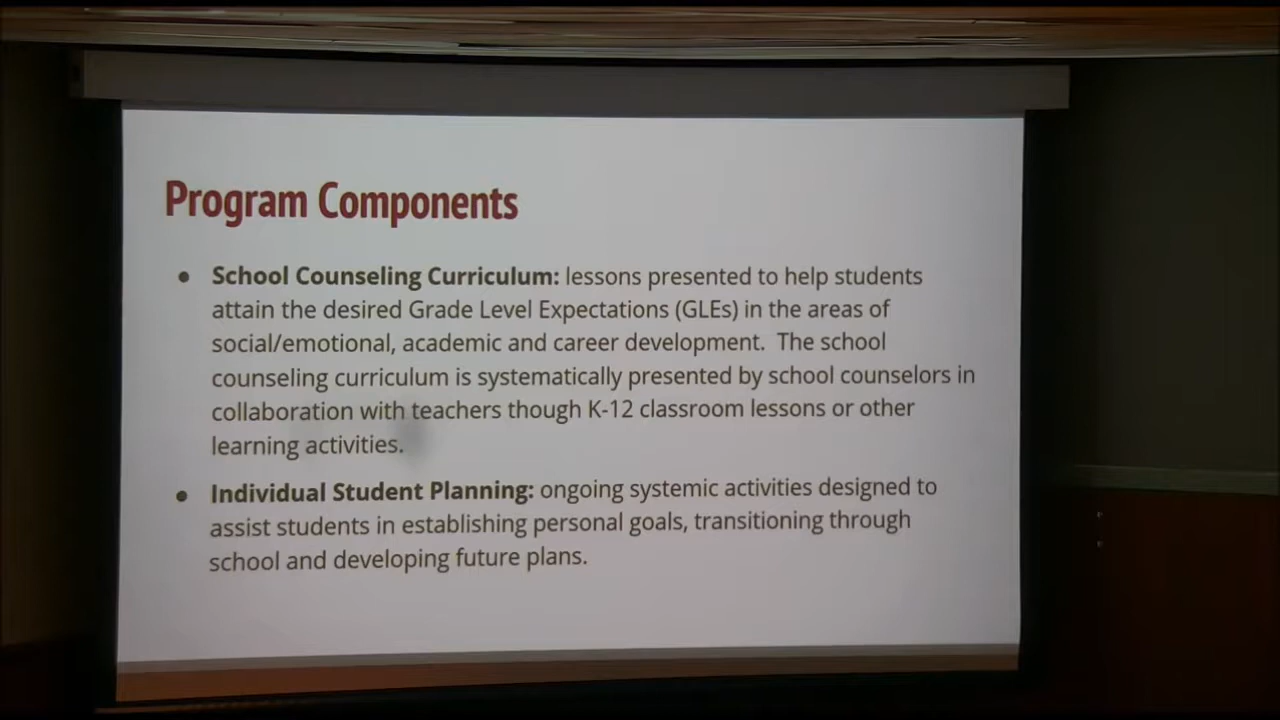 Program Components
● School Counseling Curriculum: lessons presented to help students
attain the desired Grade Level Expectations (GLEs) in the areas of
social/emotional, academic and career development.  The school
counseling curriculum is systematically presented by school counselors in
collaboration with teachers though K-12 classroom lessons or other
learning activities.
● Individual Student Planning: ongoing systemic activities designed to
assist students in establishing personal goals, transitioning through
school and developing future plans.